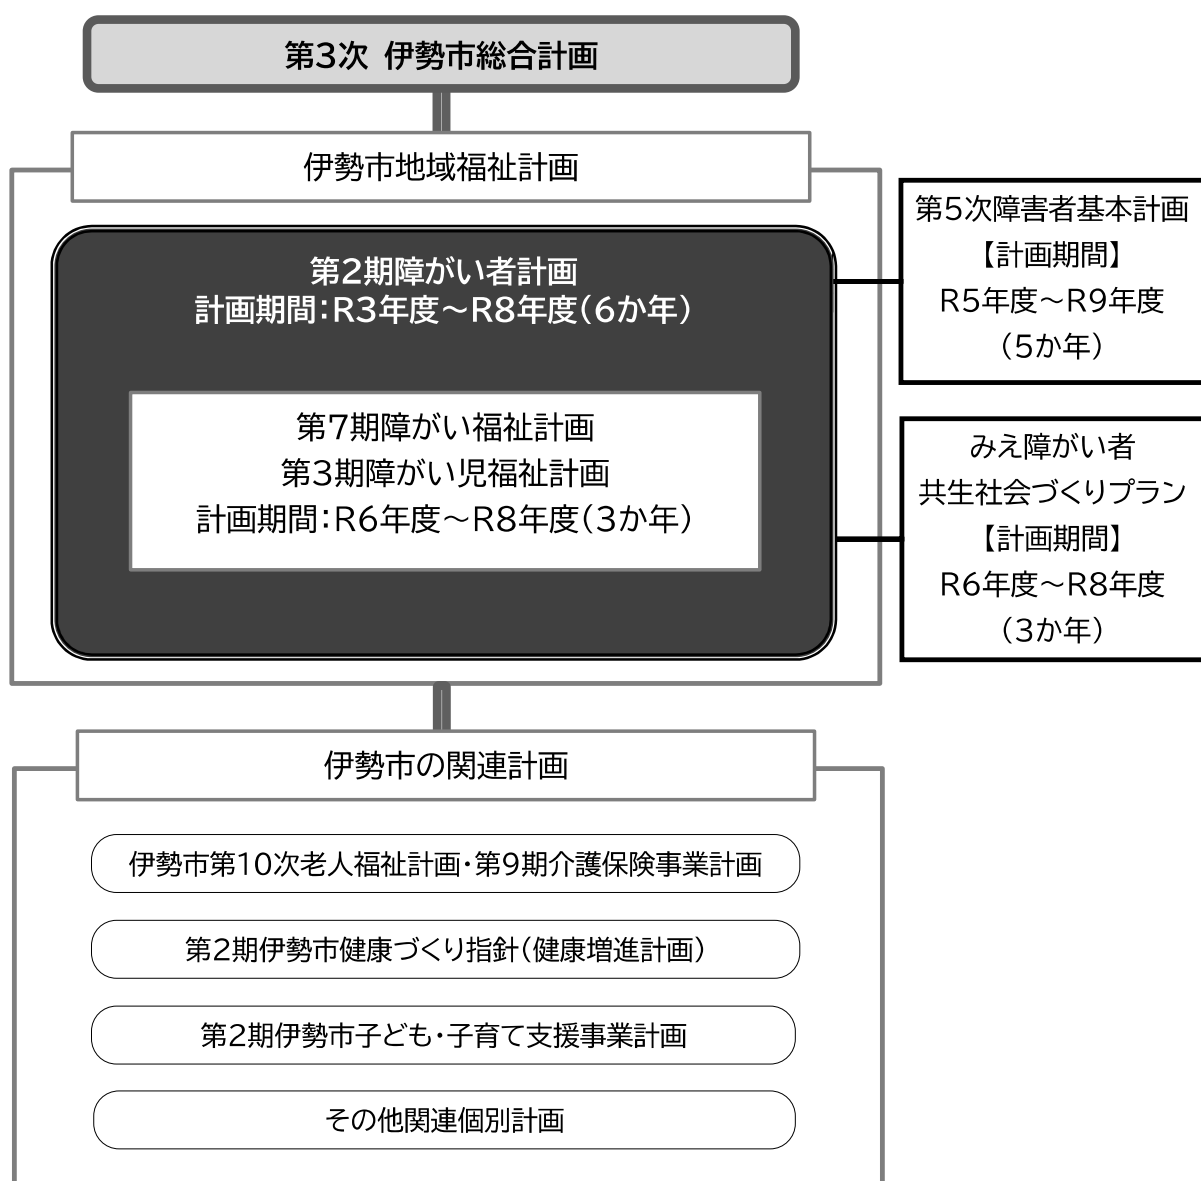 第3次 伊勢市総合計画
伊勢市地域福祉計画
第2期障がい者計画
計画期間：R3年度～R8年度（6か年）
第7期障がい福祉計画
第3期障がい児福祉計画
計画期間：R6年度～R8年度（3か年）
第5次障害者基本計画
【計画期間】
R5年度～R9年度
（5か年）
みえ障がい者
共生社会づくりプラン
【計画期間】
R6年度～R8年度
（3か年）
伊勢市の関連計画
伊勢市第10次老人福祉計画・第9期介護保険事業計画
第2期伊勢市健康づくり指針（健康増進計画）
第2期伊勢市子ども・子育て支援事業計画
その他関連個別計画